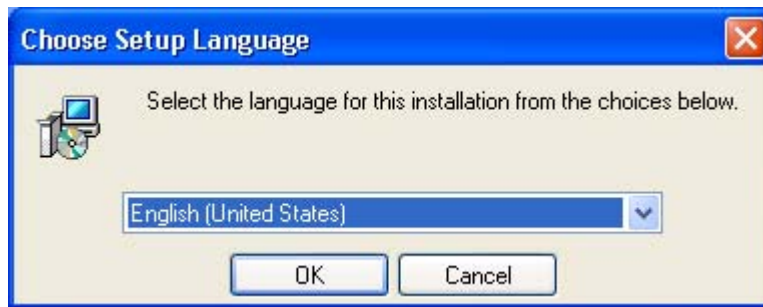 Choose Setup Language
Select the language for this installation from the choices below.
English (United States)
OK Cancel